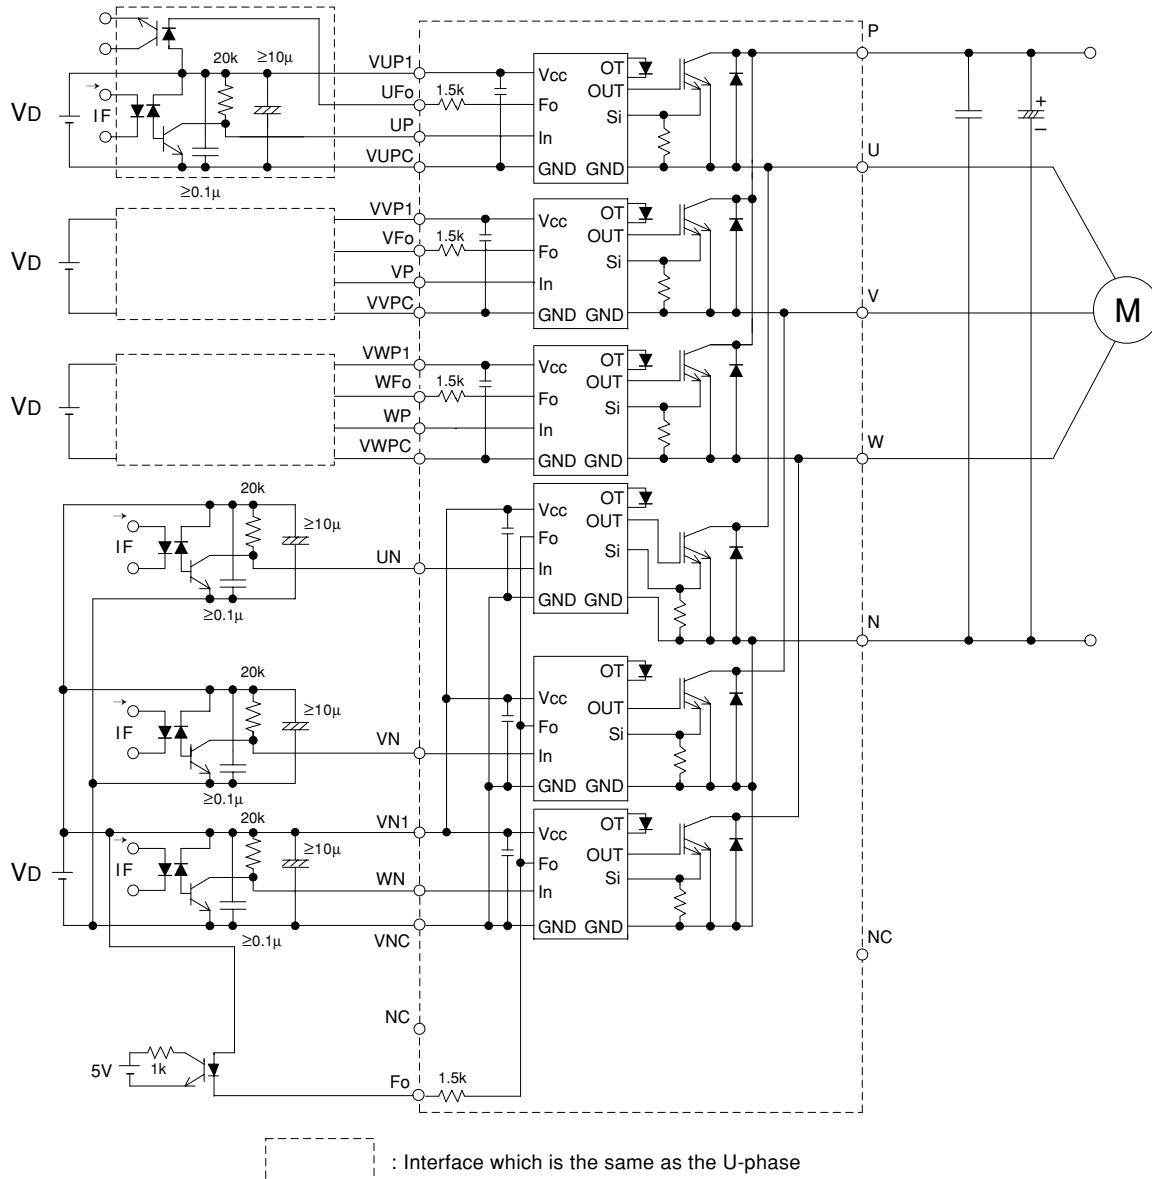 P
20k ≥10μ
VUP1
Vcc OT
UFo 1.5k OUT
VD IF Fo
Si
UP In
VUPC GND GND U
≥0.1μ
VVP1 Vcc OT
VFo 1.5k OUT
VD Fo
Si
VP In
VVPC GND GND V
M
VWP1 Vcc OT
WFo 1.5k OUT
VD Fo
Si
WP In
VWPC GND GND W
+
–
20k
≥10μ
IF
Vcc OT
OUT
Fo
Si
UN In
GND GND N
≥0.1μ
20k
≥10μ
IF
Vcc OT
OUT
Fo
Si
VN In
GND GND
≥0.1μ
20k
≥10μ
VN1 Vcc OT
VD IF OUT
Fo
Si
WN In
GND GND
VNC
≥0.1μ
NC
NC
5V 1k
Fo 1.5k
: Interface which is the same as the U-phase